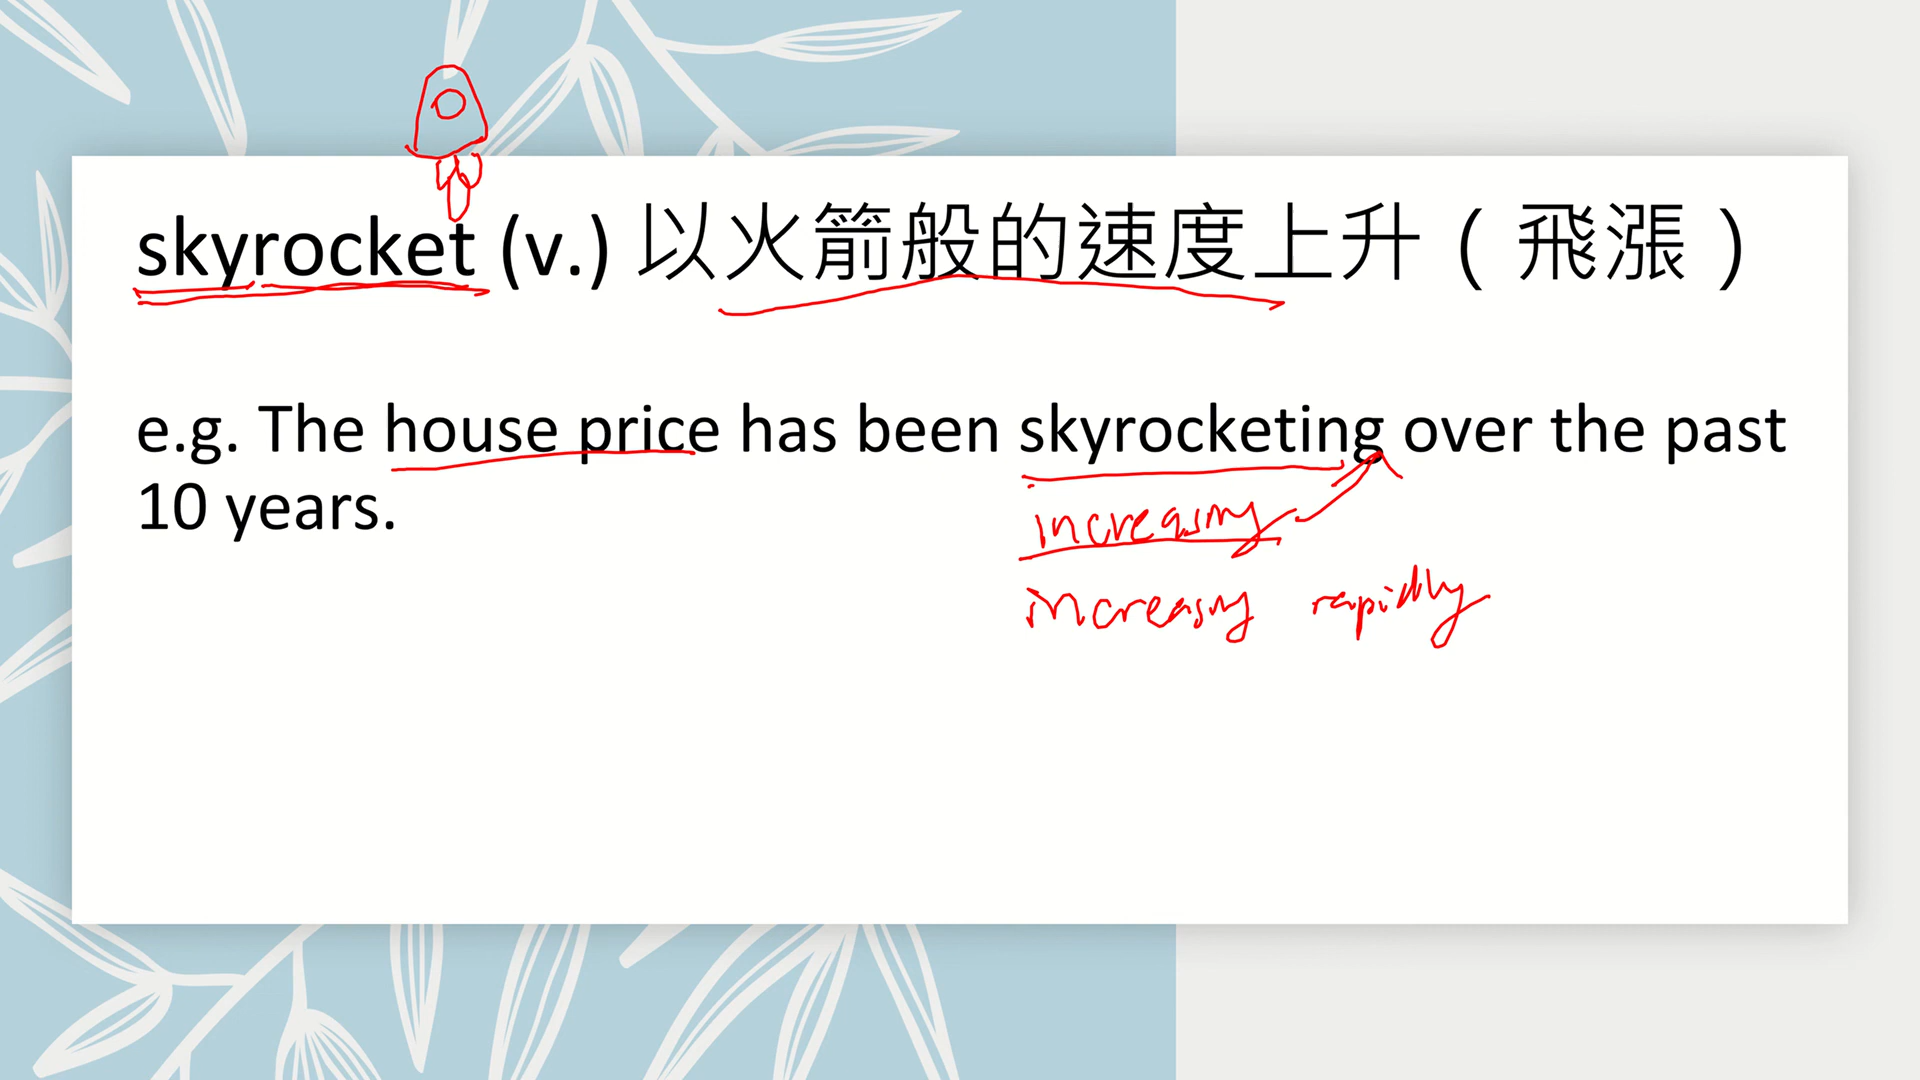 skyrocket (v.) 以火箭般的速度上升（飛漲）
e.g. The house price has been skyrocketing over the past
10 years.
increasing
increasing rapidly